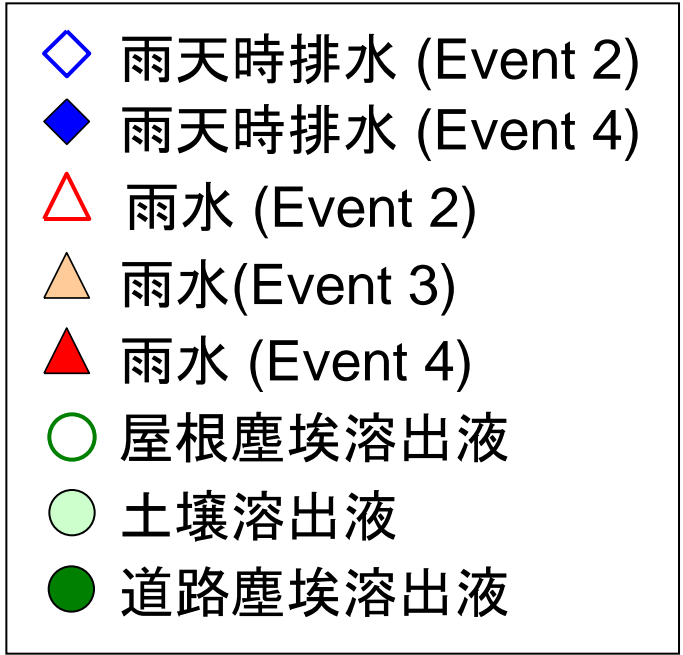 雨天時排水 (Event 2)
雨天時排水 (Event 4)
雨水 (Event 2)
雨水(Event 3)
雨水 (Event 4)
屋根塵埃溶出液
土壌溶出液
道路塵埃溶出液